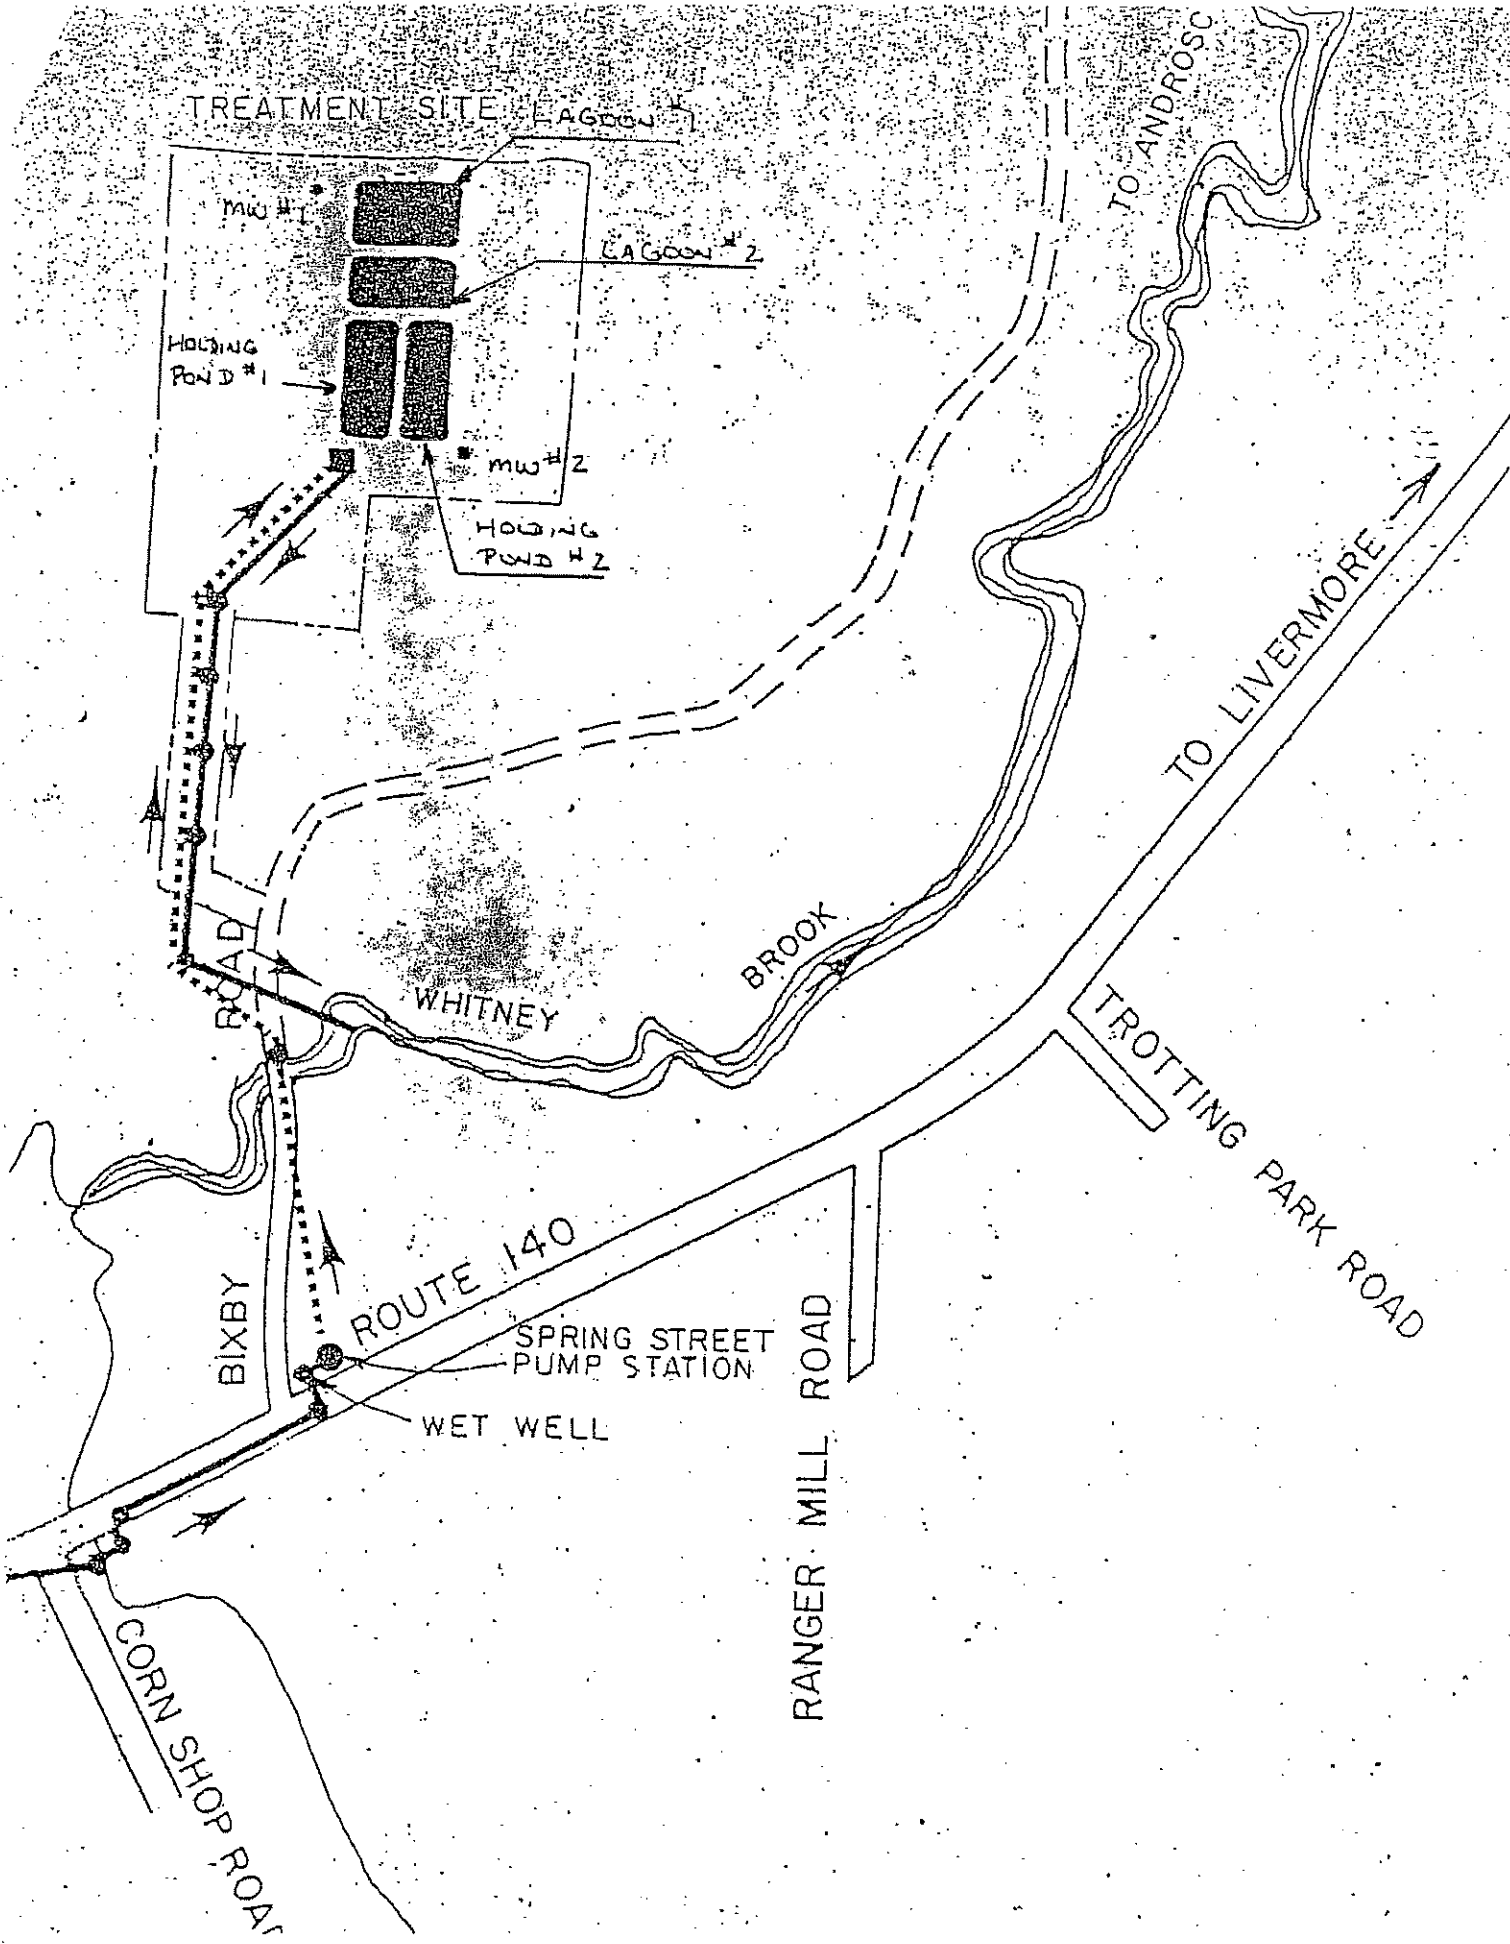 TREATMENT SITE
LAGOON #1
TO ANDROSC
MW #1
LAGOON #2
HOLDING
POND #1
MW #2
HOLDING
POND #2
TO LIVERMORE
ROAD
WHITNEY
BROOK
TROTTING PARK ROAD
BIXBY
ROUTE 140
SPRING STREET
PUMP STATION
WET WELL
RANGER MILL ROAD
CORN SHOP ROAD